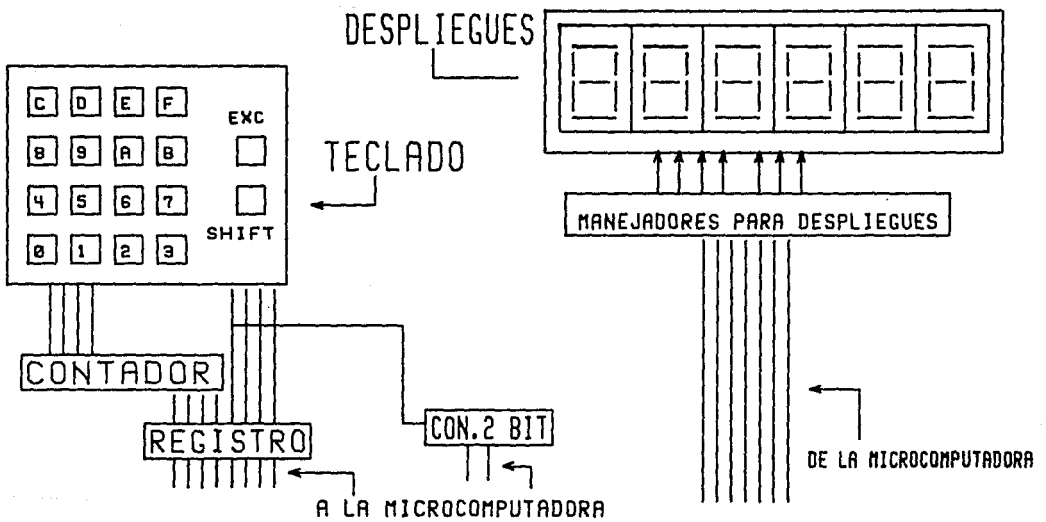 DESPLIEGUES
C D E F
EXC
8 9 A B
TECLADO
4 5 6 7
SHIFT
0 1 2 3
MANEJADORES PARA DESPLIEGUES
CONTADOR
REGISTRO
CON.2 BIT
DE LA MICROCOMPUTADORA
A LA MICROCOMPUTADORA